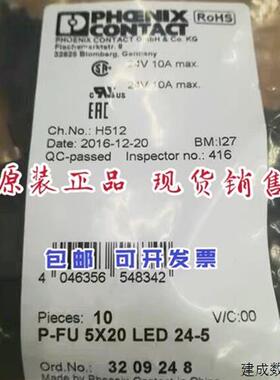 PHOENIX
CONTACT
RoHS
PHOENIX CONTACT GmbH & Co. KG
Flachsmarktstr. 8
32825 Blomberg, Germany
24V 10A max.
24V 10A max.
EAC
Ch.No.: H512
Date: 2016-12-20
BM:I27
QC-passed
Inspector no.: 416
原装正品 现货销售
包邮 可开发票
4 046356 548342
Pieces: 10
V/C:00
P-FU 5X20 LED 24-5
Ord.No.: 32 09 24 8
建成数